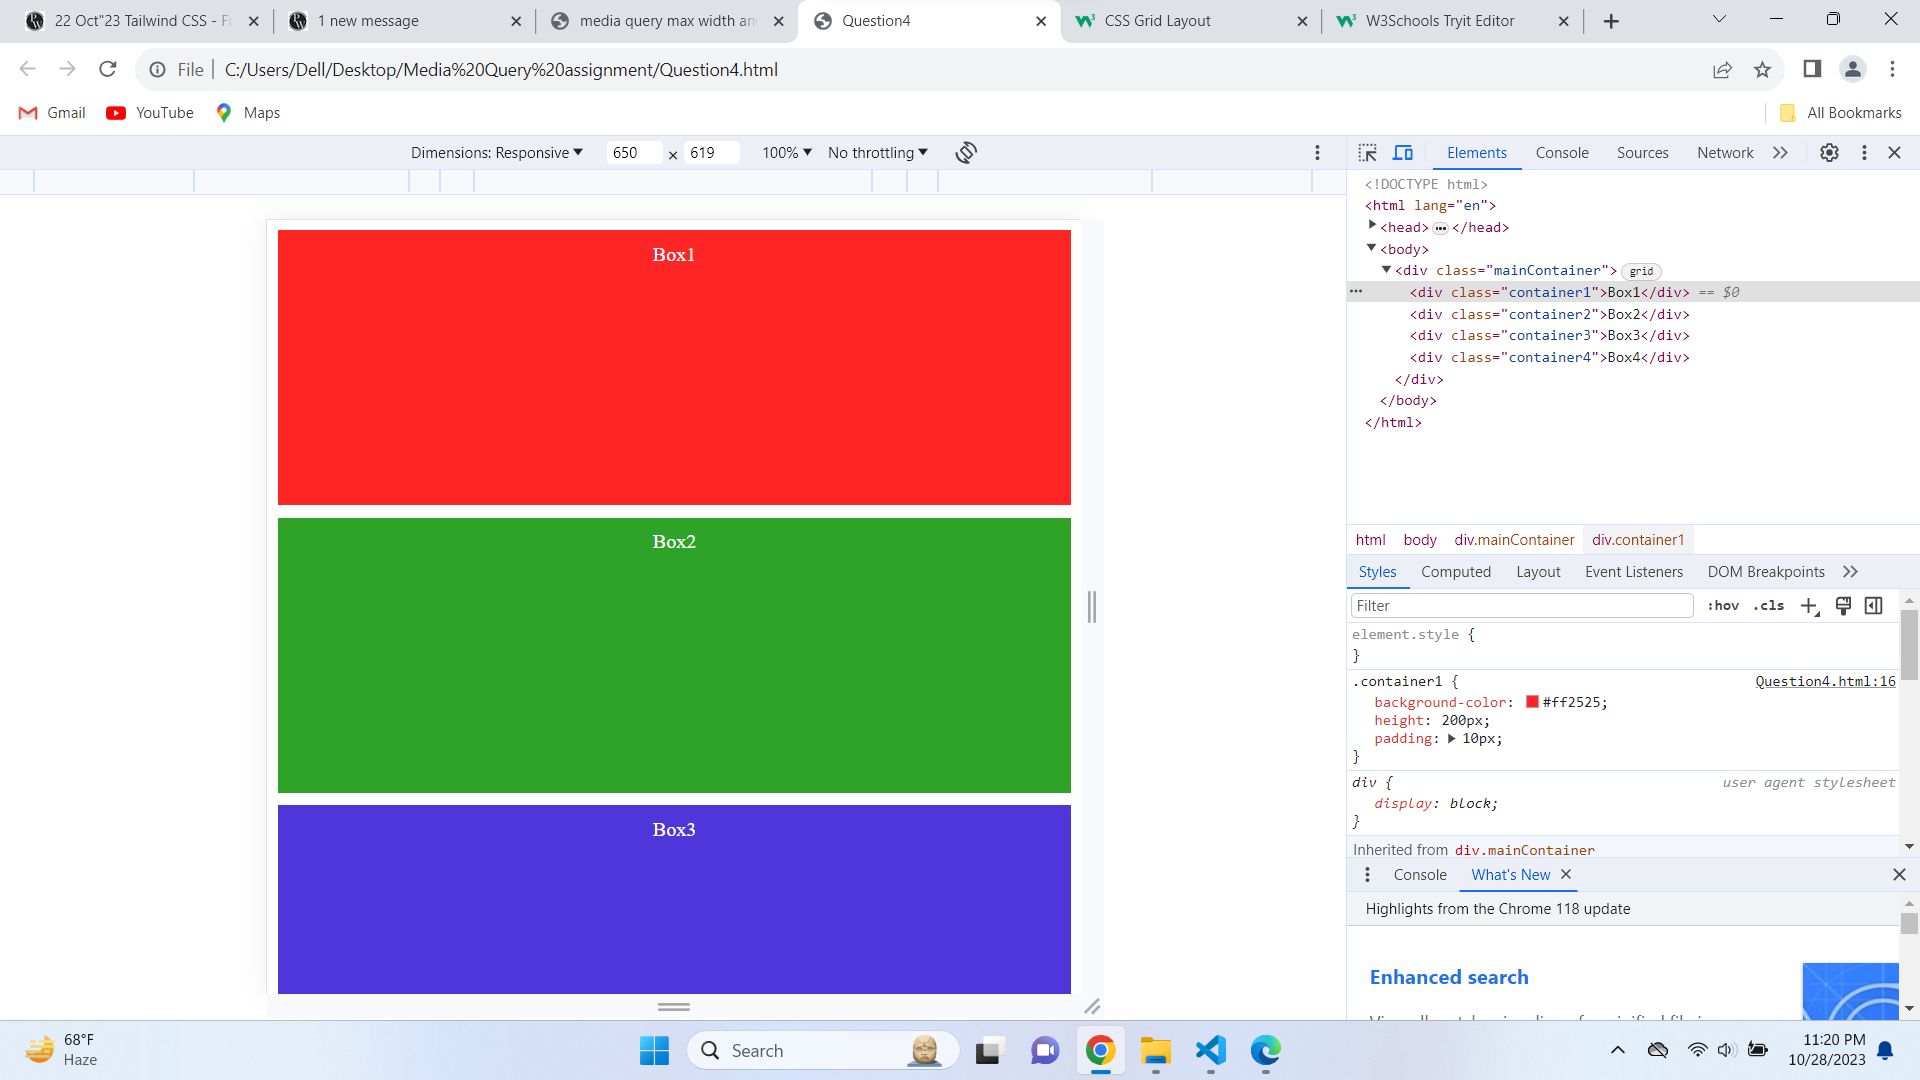 22 Oct"23 Tailwind CSS - Fu
1 new message
media query max width and
Question4
CSS Grid Layout
W3Schools Tryit Editor
File
C:/Users/Dell/Desktop/Media%20Query%20assignment/Question4.html
Gmail
YouTube
Maps
All Bookmarks
Dimensions: Responsive
650 × 619
100%
No throttling
Elements Console Sources Network
Box1
Box2
Box3
<!DOCTYPE html>
<html lang="en">
<head>•••</head>
<body>
<div class="mainContainer"> grid
<div class="container1">Box1</div> == $0
<div class="container2">Box2</div>
<div class="container3">Box3</div>
<div class="container4">Box4</div>
</div>
</body>
</html>
html body div.mainContainer div.container1
Styles Computed Layout Event Listeners DOM Breakpoints
Filter :hov .cls
element.style {
}
.container1 { Question4.html:16
background-color: #ff2525;
height: 200px;
padding: 10px;
}
div { user agent stylesheet
display: block;
}
Inherited from div.mainContainer
Console What's New
Highlights from the Chrome 118 update
Enhanced search
68°F
Haze
Search
11:20 PM
10/28/2023